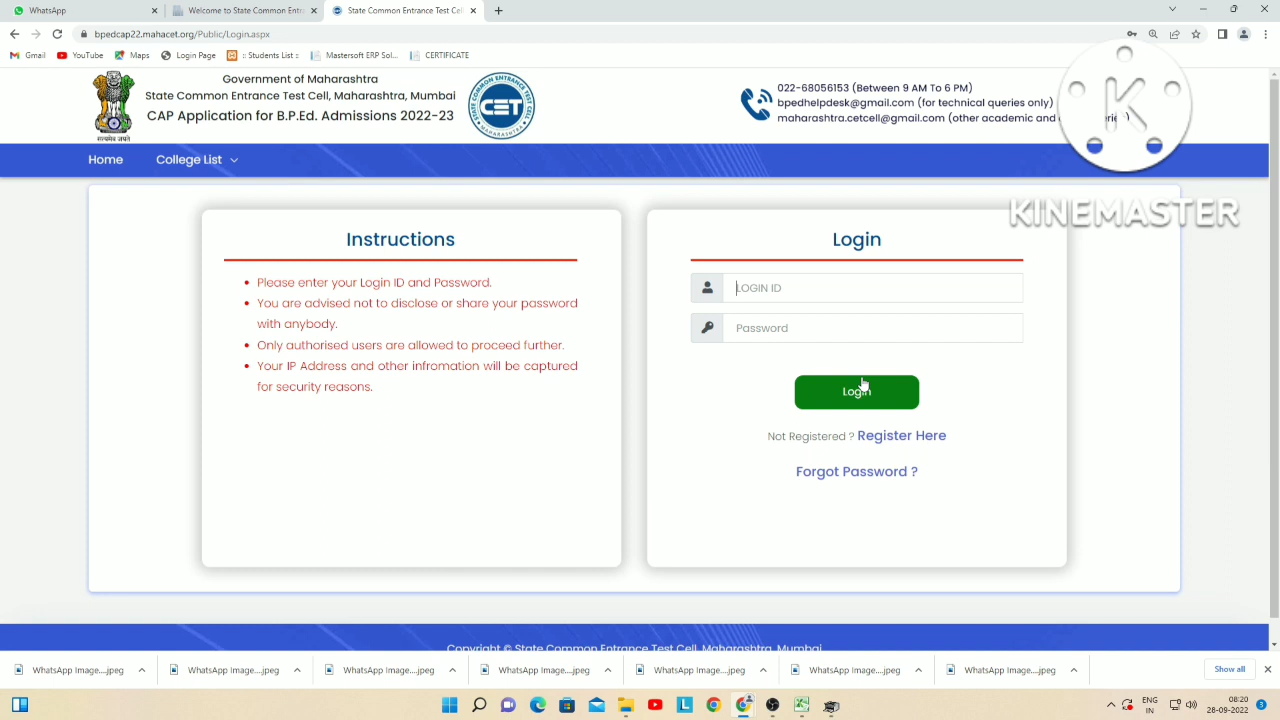 WhatsApp
Welcome to State Common Entra
State Common Entrance Test Cell
bpedcap22.mahacet.org/Public/Login.aspx
Gmail
YouTube
Maps
Login Page
:: Students List ::
Mastersoft ERP Sol...
CERTIFICATE
Government of Maharashtra
State Common Entrance Test Cell, Maharashtra, Mumbai
CAP Application for B.P.Ed. Admissions 2022-23
CET
022-68056153 (Between 9 AM To 6 PM)
bpedhelpdesk@gmail.com (for technical queries only)
maharashtra.cetcell@gmail.com (other academic and
K
KINEMASTER
Home
College List
Instructions
Please enter your Login ID and Password.
You are advised not to disclose or share your password
with anybody.
Only authorised users are allowed to proceed further.
Your IP Address and other infromation will be captured
for security reasons.
Login
LOGIN ID
Password
Login
Not Registered ? Register Here
Forgot Password ?
Copyright © State Common Entrance Test Cell, Maharashtra, Mumbai
WhatsApp Image....jpeg
WhatsApp Image....jpeg
WhatsApp Image....jpeg
WhatsApp Image....jpeg
WhatsApp Image....jpeg
WhatsApp Image....jpeg
WhatsApp Image....jpeg
Show all
ENG
IN
08:20
28-09-2022
3